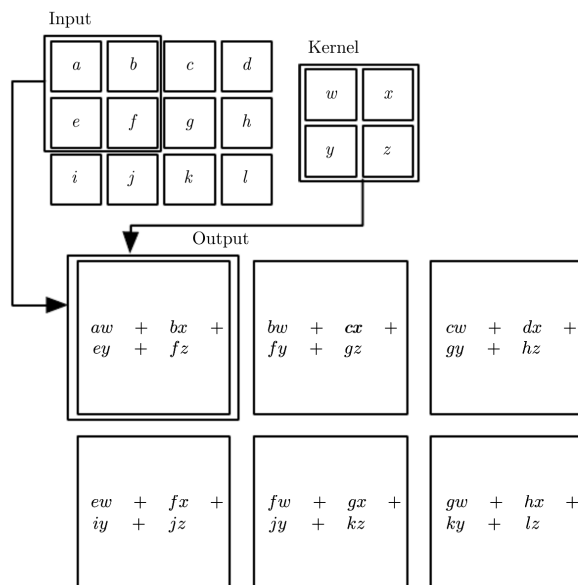 Input
Kernel
a b c d
e f g h
i j k l
w x
y z
Output
aw + bx +
ey + fz
bw + cx +
fy + gz
cw + dx +
gy + hz
ew + fx +
iy + jz
fw + gx +
jy + kz
gw + hx +
ky + lz